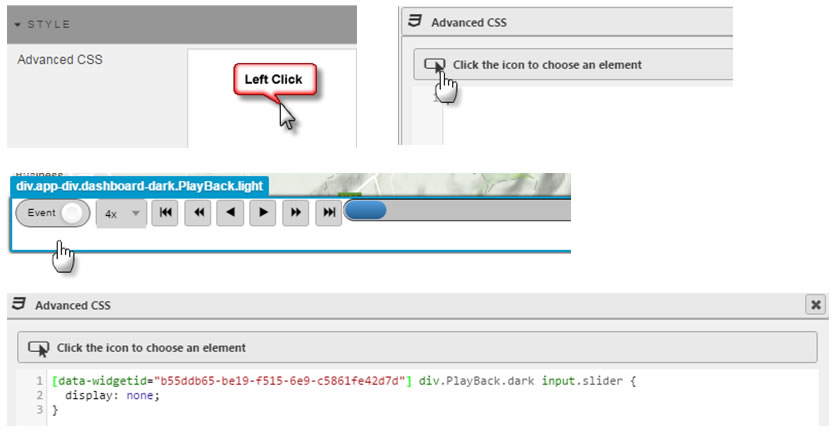 STYLE
Advanced CSS
Left Click
Advanced CSS
Click the icon to choose an element
1
Business
div.app-div.dashboard-dark.PlayBack.light
Event
4x
Advanced CSS
Click the icon to choose an element
1 [data-widgetid="b55ddb65-be19-f515-6e9-c5861fe42d7d"] div.PlayBack.dark input.slider {
2 display: none;
3 }